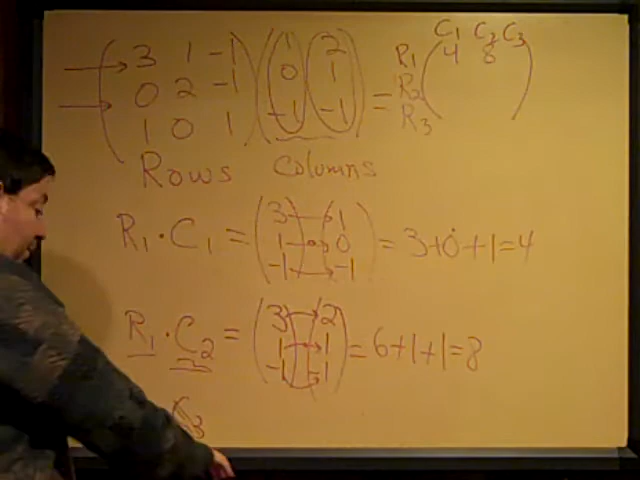 C1 C2 C3
(3 1 -1) (1 2) R1 (4 8 )
(0 2 -1) (0 1) = R2
(1 0 1) (-1 -1) R3
Rows Columns
R1 · C1 = (3 1 -1) (1 0 -1) = 3+0+1=4
R1 · C2 = (3 1 -1) (2 1 -1) = 6+1+1=8
C3